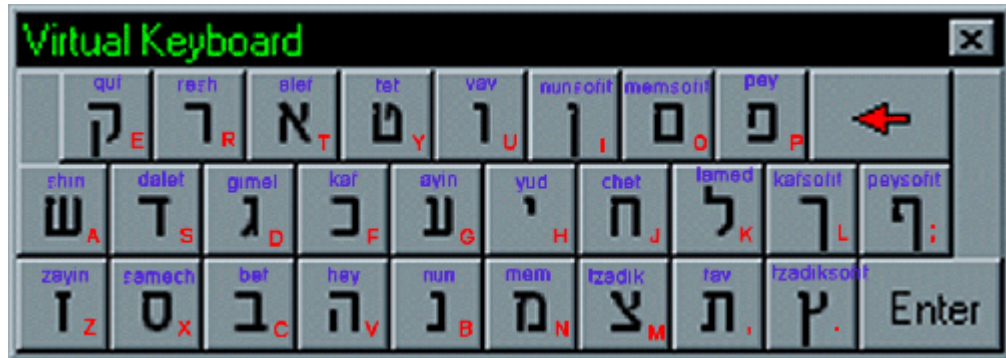 Virtual Keyboard
quf resh alef tet vav nunsofit memsofit pey
ק E ר R א T ט Y ו U ן I ם O פ P
shin dalet gimel kaf ayin yud chet lamed kafsofit peysofit
ש A ד S ג D כ F ע G י H ח J ל K ך L ף ;
zayin samech bet hey nun mem tzadik tav tzadiksofit
ז Z ס X ב C ה V נ B מ N צ M ת , ץ . Enter